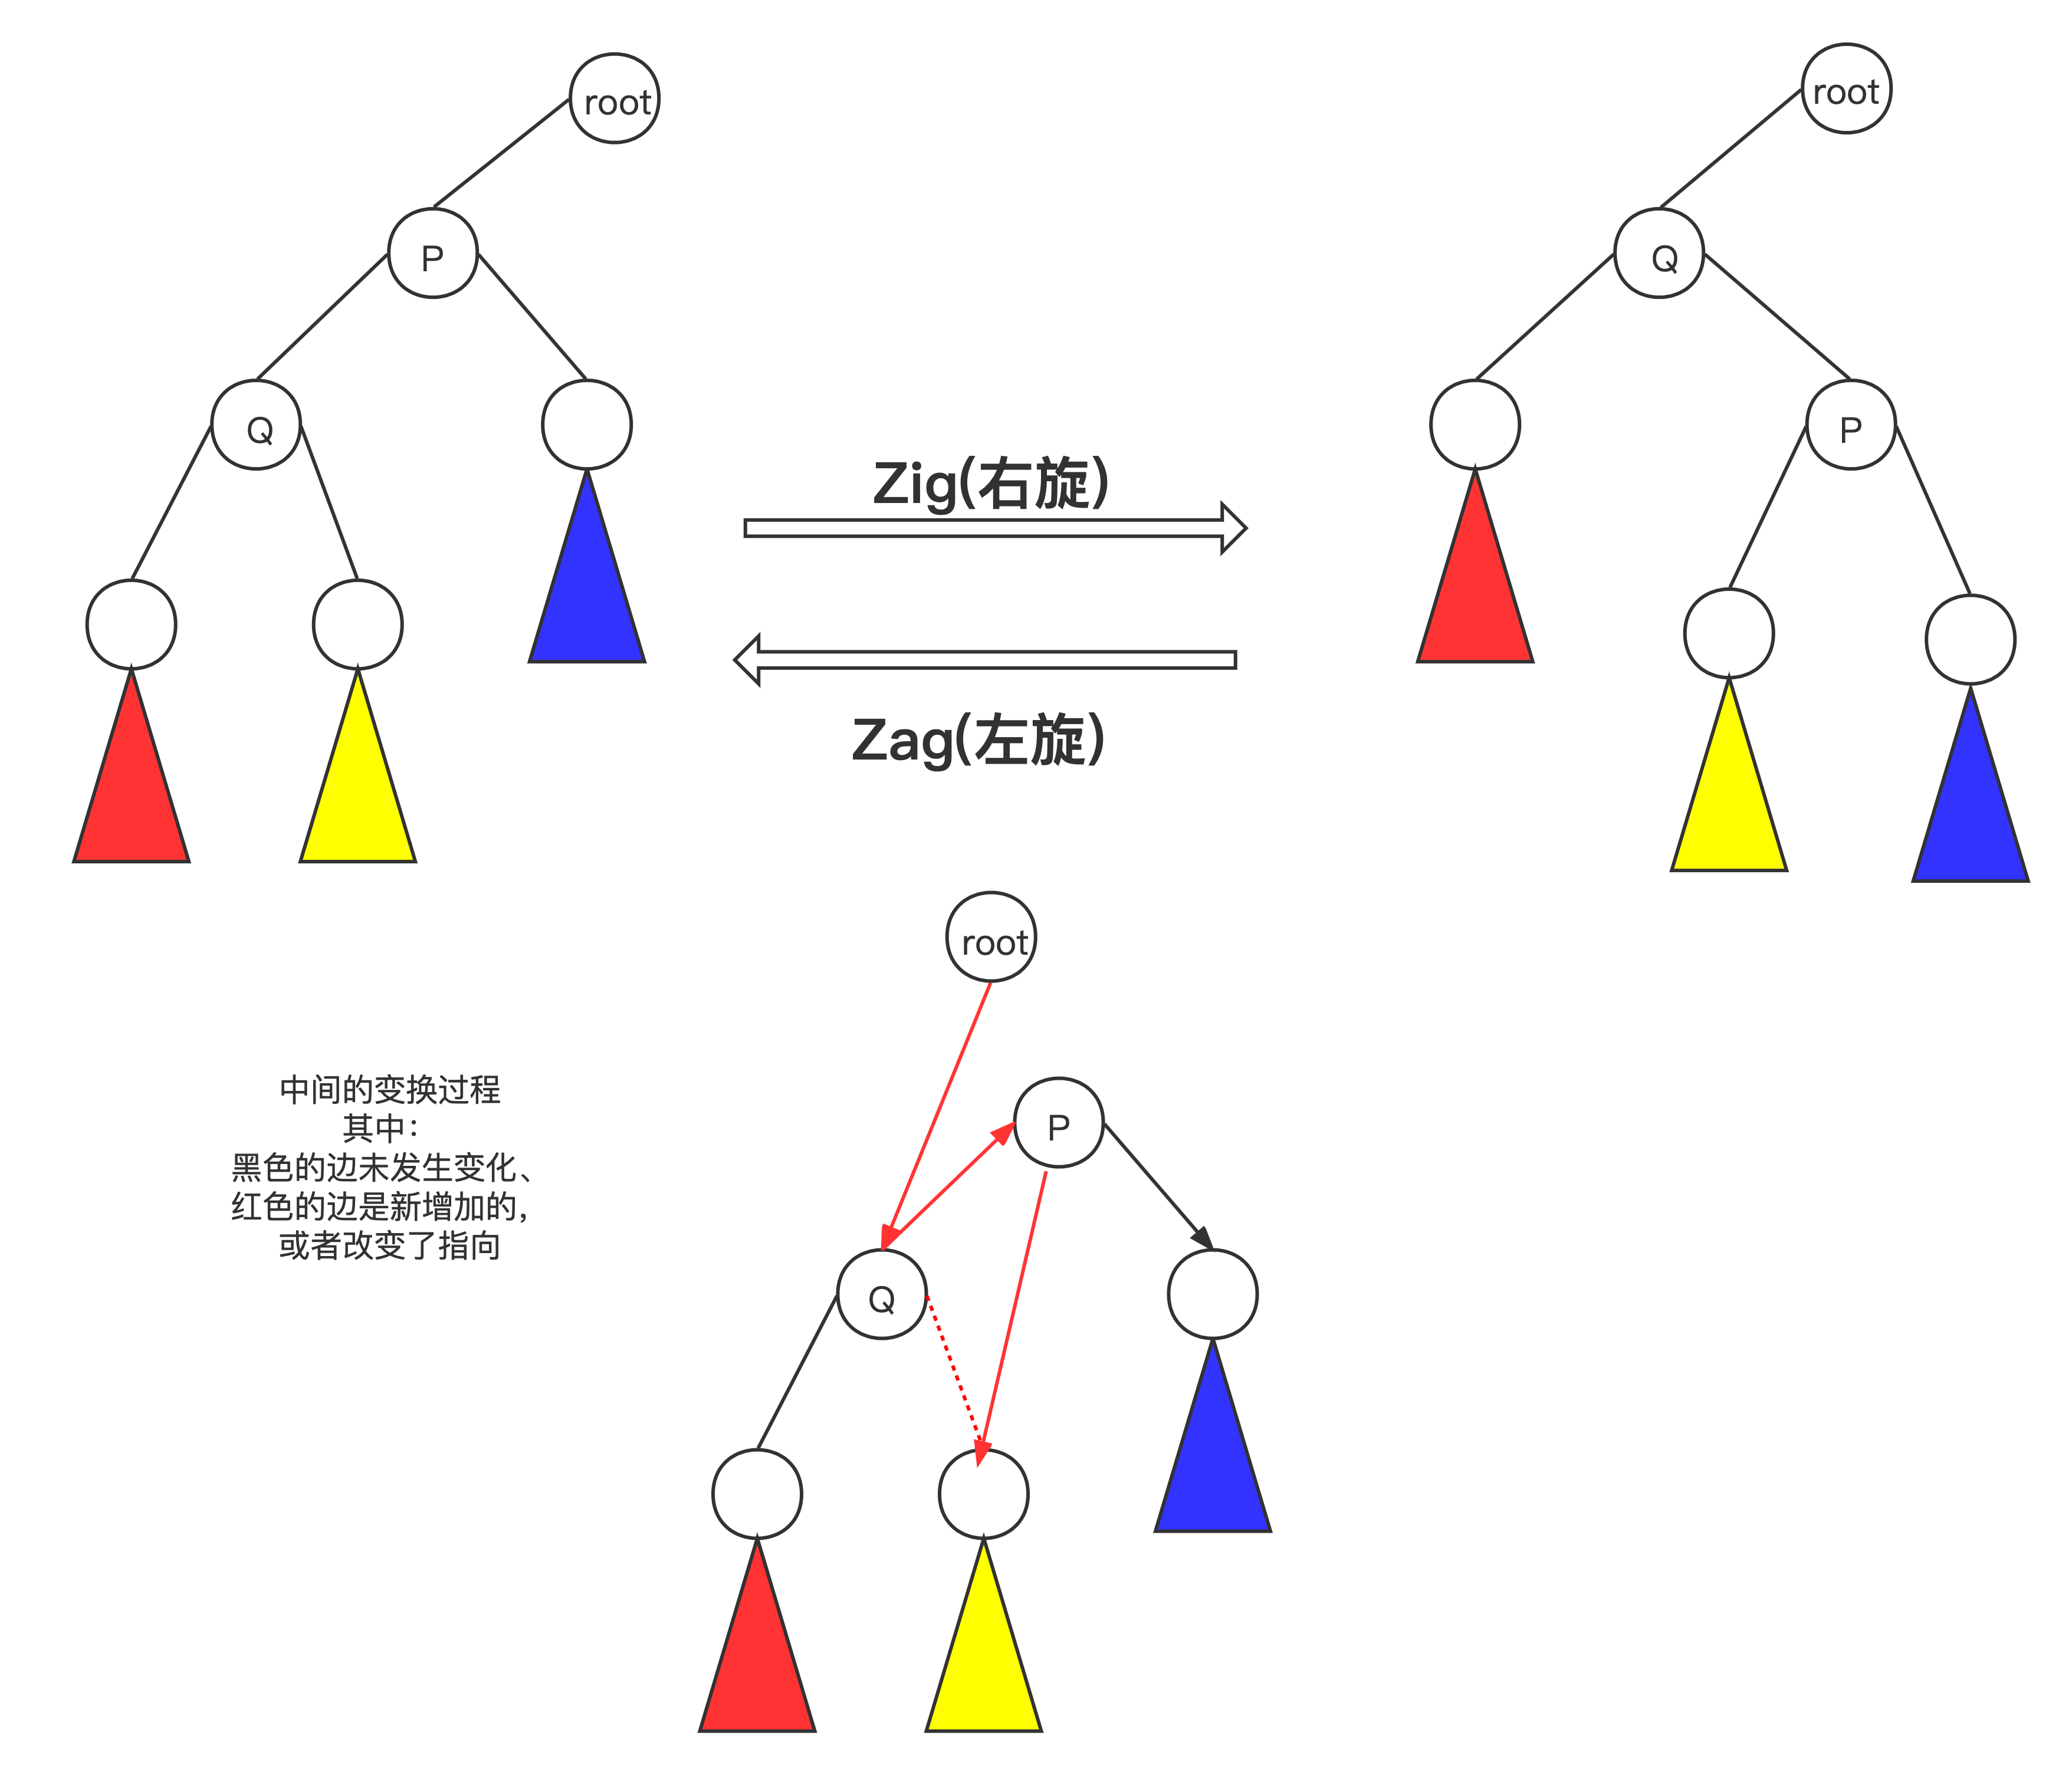 root
root
P
Q
Q
P
Zig(右旋)
Zag(左旋)
root
中间的变换过程
其中：
黑色的边未发生变化、
红色的边是新增加的，
或者改变了指向
P
Q